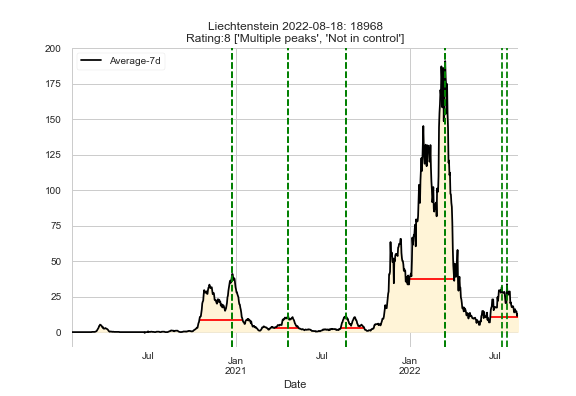 Liechtenstein 2022-08-18: 18968
Rating:8 ['Multiple peaks', 'Not in control']
Average-7d
200
175
150
125
100
75
50
25
0
Jul
Jan
2021
Jul
Jan
2022
Jul
Date